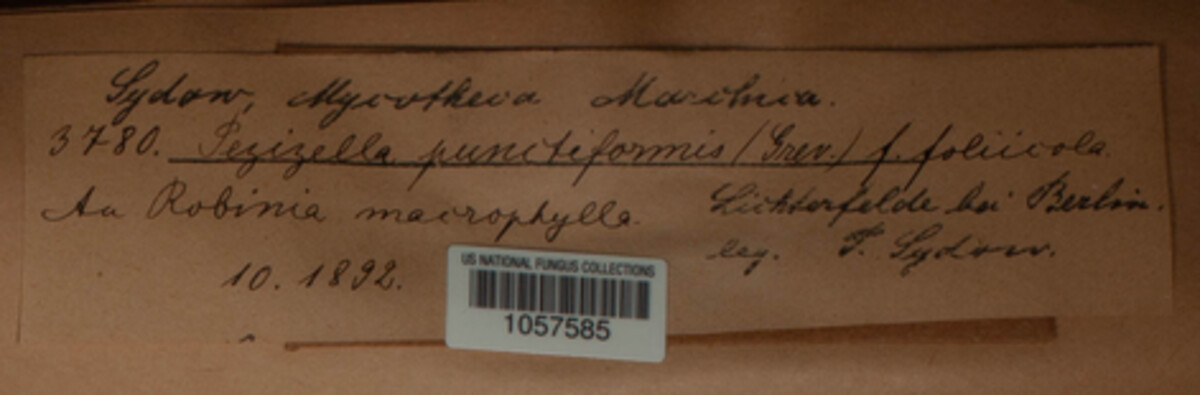 Sydow, Mycotheca Marchica.
3780. Pezizella punctiformis (Grev.) f. foliicola.
An Robinia macrophylla. Lichterfelde bei Berlin.
10. 1892. leg. P. Sydow.
US NATIONAL FUNGUS COLLECTIONS
1057585